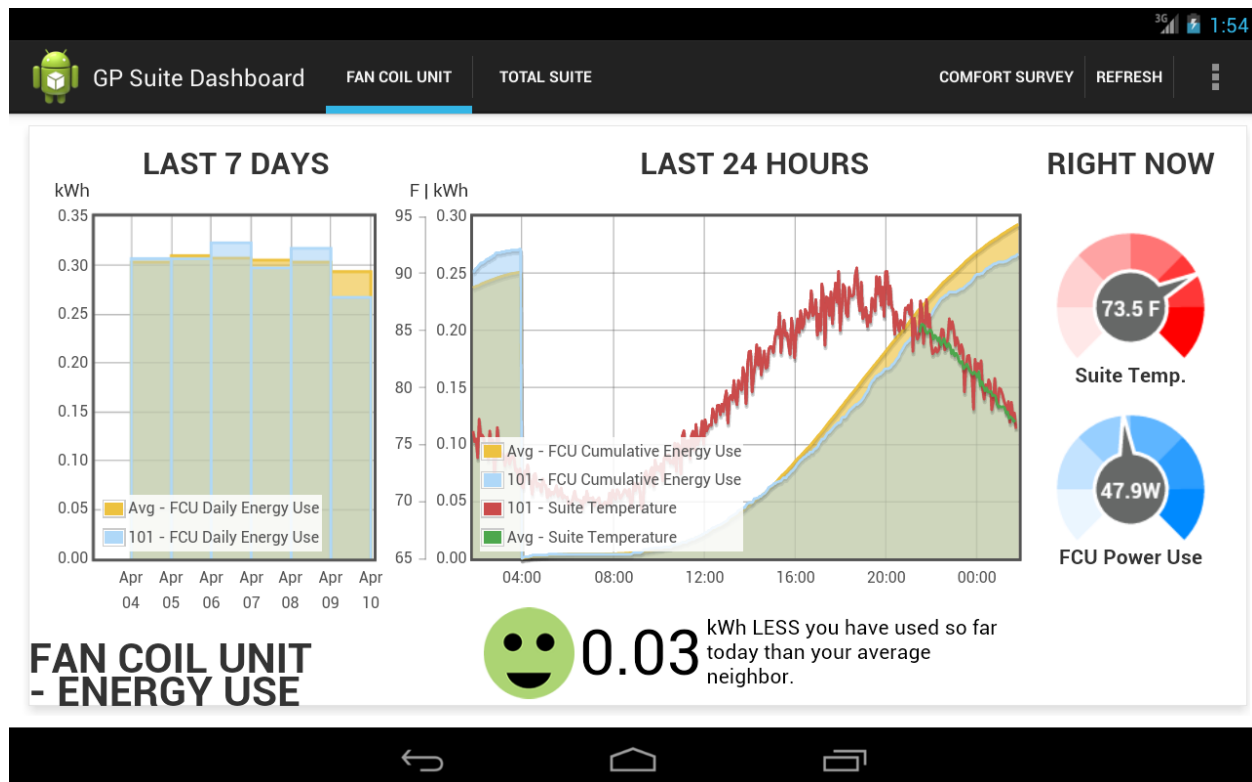 3G 1:54
GP Suite Dashboard FAN COIL UNIT TOTAL SUITE COMFORT SURVEY REFRESH
LAST 7 DAYS LAST 24 HOURS RIGHT NOW
kWh F | kWh
0.35 95 0.30
0.30 90 0.25
0.25 85 0.20
0.20 80 0.15
0.15 75 0.10
0.10 70 0.05
0.05 65 0.00
0.00
Avg - FCU Daily Energy Use
101 - FCU Daily Energy Use
Apr Apr Apr Apr Apr Apr Apr
04 05 06 07 08 09 10
Avg - FCU Cumulative Energy Use
101 - FCU Cumulative Energy Use
101 - Suite Temperature
Avg - Suite Temperature
04:00 08:00 12:00 16:00 20:00 00:00
73.5 F
Suite Temp.
47.9W
FCU Power Use
FAN COIL UNIT
- ENERGY USE
0.03
kWh LESS you have used so far
today than your average
neighbor.